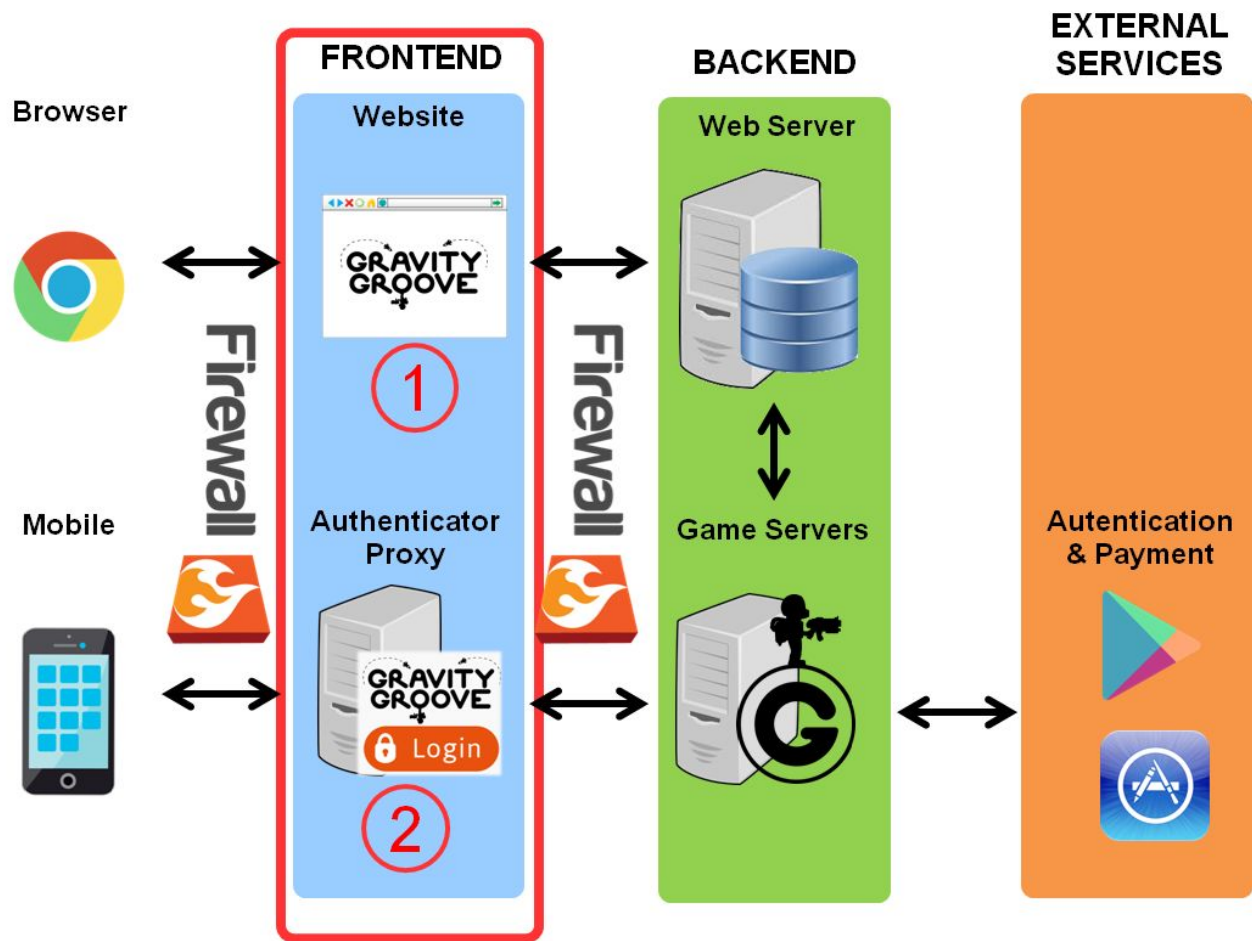 EXTERNAL
SERVICES
FRONTEND
BACKEND
Browser
Website
Web Server
GRAVITY
GROOVE
1
Firewall
Firewall
Mobile
Authenticator
Proxy
Game Servers
Autentication
& Payment
GRAVITY
GROOVE
Login
G
2